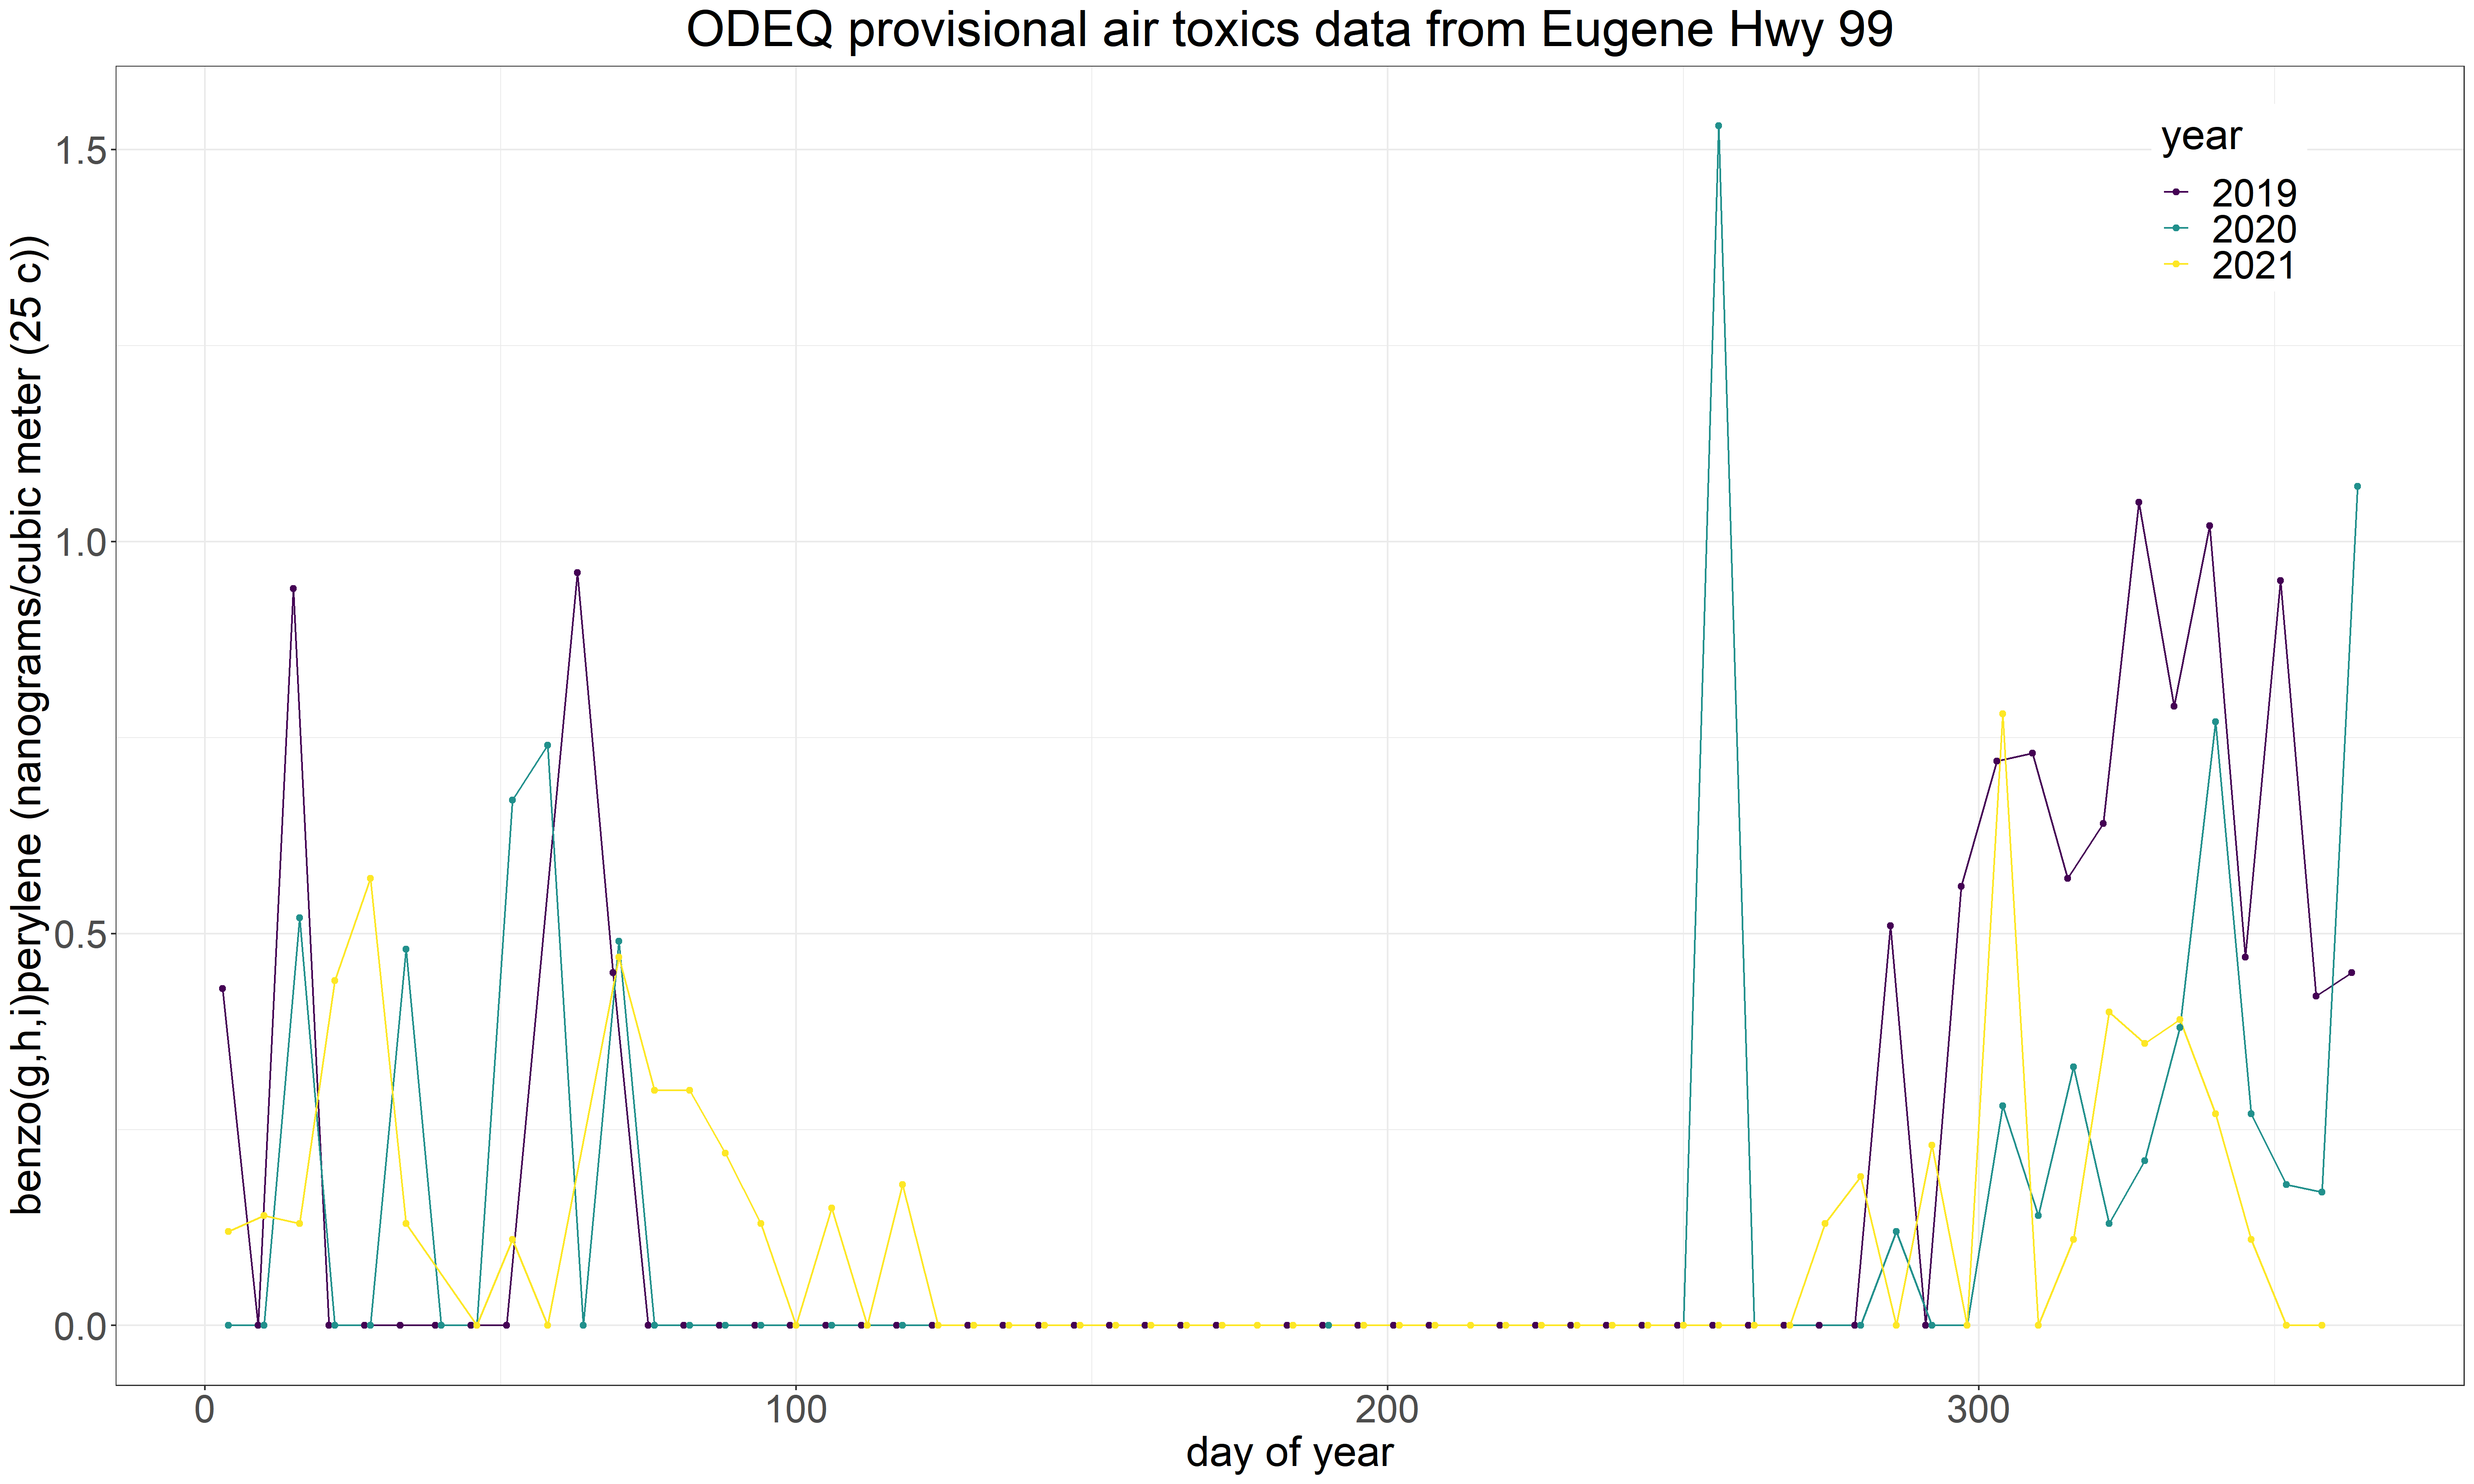 ODEQ provisional air toxics data from Eugene Hwy 99
benzo(g,h,i)perylene (nanograms/cubic meter (25 c))
1.5
1.0
0.5
0.0
year
2019
2020
2021
0 100 200 300
day of year